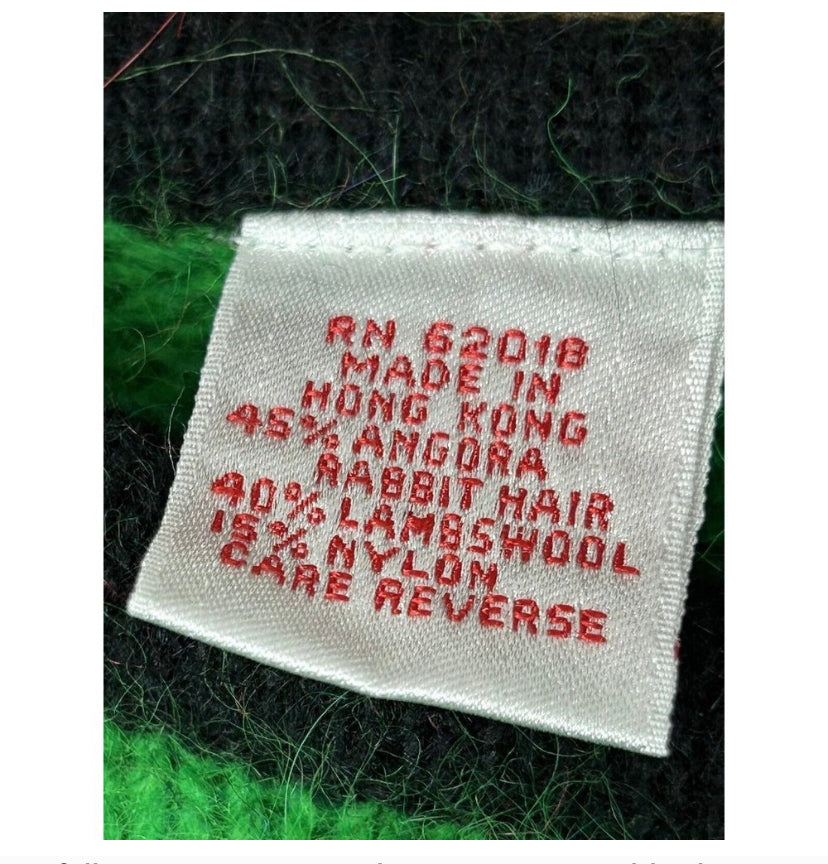 RN 62018
MADE IN
HONG KONG
45% ANGORA
RABBIT HAIR
40% LAMBSWOOL
15% NYLON
CARE REVERSE